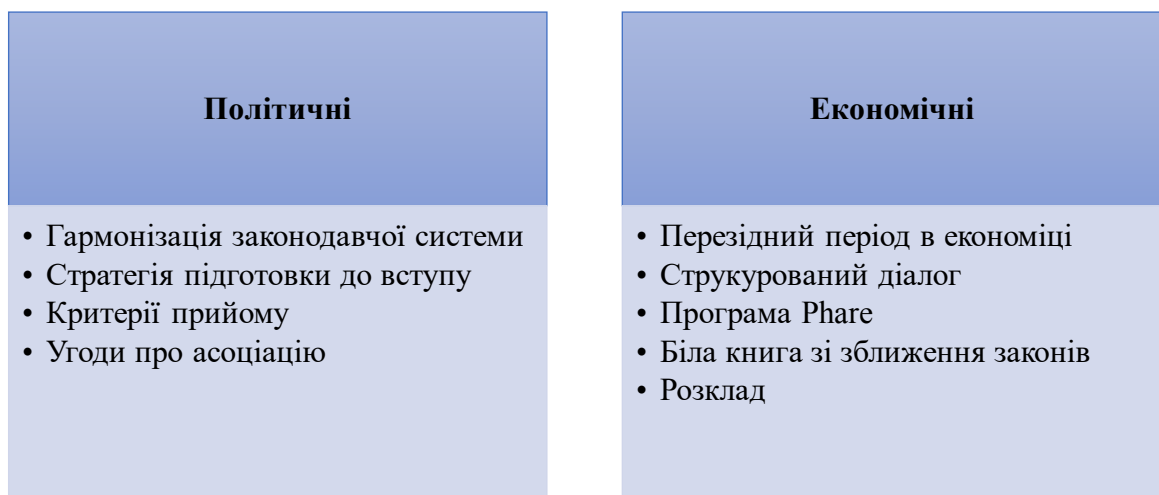 Політичні
• Гармонізація законодавчої системи
• Стратегія підготовки до вступу
• Критерії прийому
• Угоди про асоціацію
Економічні
• Перезідний період в економіці
• Струкурований діалог
• Програма Phare
• Біла книга зі зближення законів
• Розклад